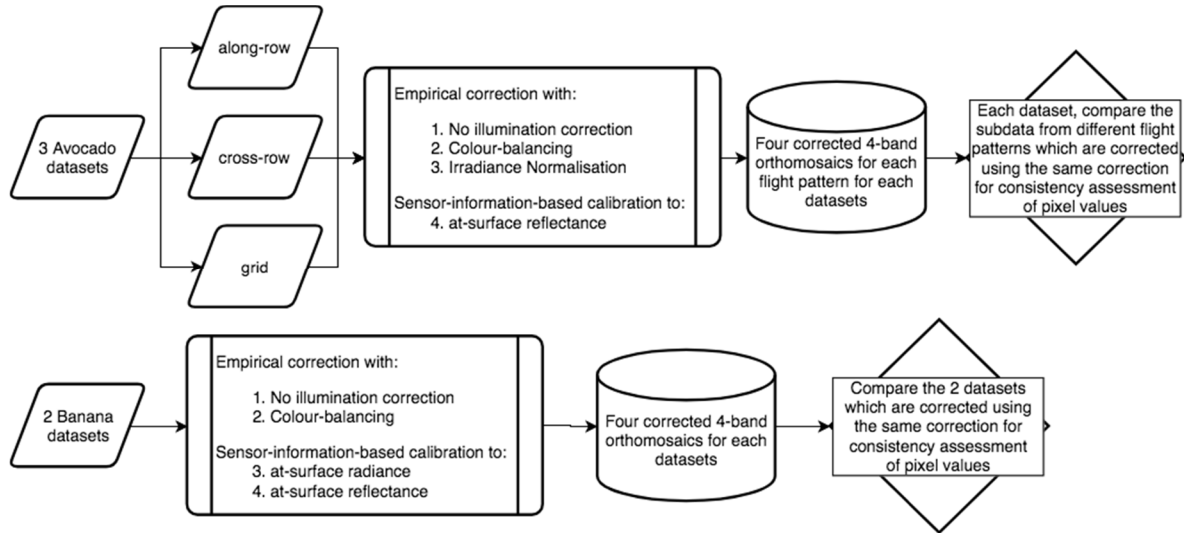 along-row
3 Avocado
datasets
cross-row
grid
Empirical correction with:
1. No illumination correction
2. Colour-balancing
3. Irradiance Normalisation
Sensor-information-based calibration to:
4. at-surface reflectance
Four corrected 4-band
orthomosaics for each
flight pattern for each
datasets
Each dataset, compare the
subdata from different flight
patterns which are corrected
using the same correction
for consistency assessment
of pixel values
2 Banana
datasets
Empirical correction with:
1. No illumination correction
2. Colour-balancing
Sensor-information-based calibration to:
3. at-surface radiance
4. at-surface reflectance
Four corrected 4-band
orthomosaics for each
datasets
Compare the 2 datasets
which are corrected using
the same correction for
consistency assessment
of pixel values